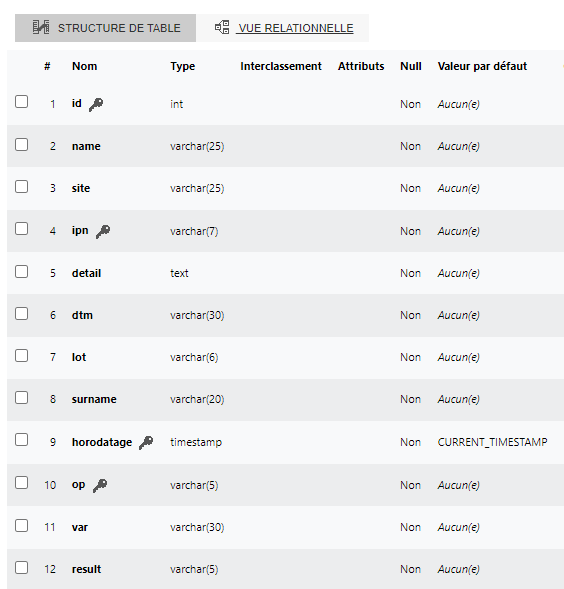 STRUCTURE DE TABLE VUE RELATIONNELLE
# Nom Type Interclassement Attributs Null Valeur par défaut
1 id int Non Aucun(e)
2 name varchar(25) Non Aucun(e)
3 site varchar(25) Non Aucun(e)
4 ipn varchar(7) Non Aucun(e)
5 detail text Non Aucun(e)
6 dtm varchar(30) Non Aucun(e)
7 lot varchar(6) Non Aucun(e)
8 surname varchar(20) Non Aucun(e)
9 horodatage timestamp Non CURRENT_TIMESTAMP
10 op varchar(5) Non Aucun(e)
11 var varchar(30) Non Aucun(e)
12 result varchar(5) Non Aucun(e)